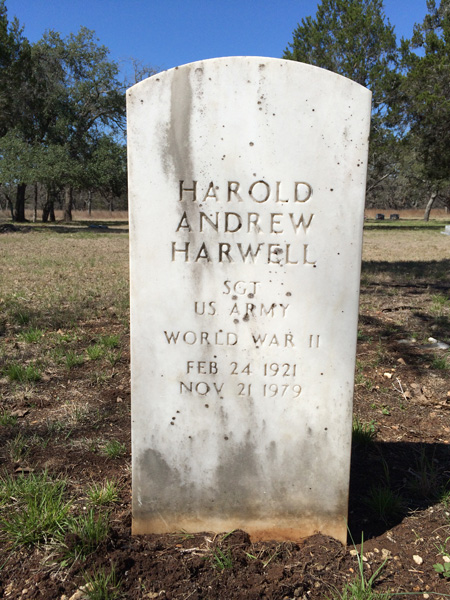 HAROLD
ANDREW
HARWELL
SGT
US ARMY
WORLD WAR II
FEB 24 1921
NOV 21 1979